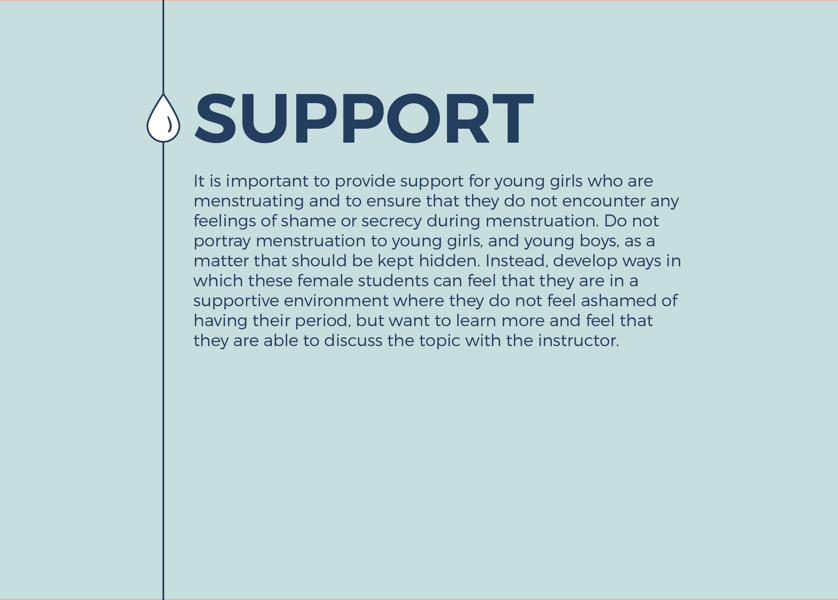 SUPPORT
It is important to provide support for young girls who are
menstruating and to ensure that they do not encounter any
feelings of shame or secrecy during menstruation. Do not
portray menstruation to young girls, and young boys, as a
matter that should be kept hidden. Instead, develop ways in
which these female students can feel that they are in a
supportive environment where they do not feel ashamed of
having their period, but want to learn more and feel that
they are able to discuss the topic with the instructor.